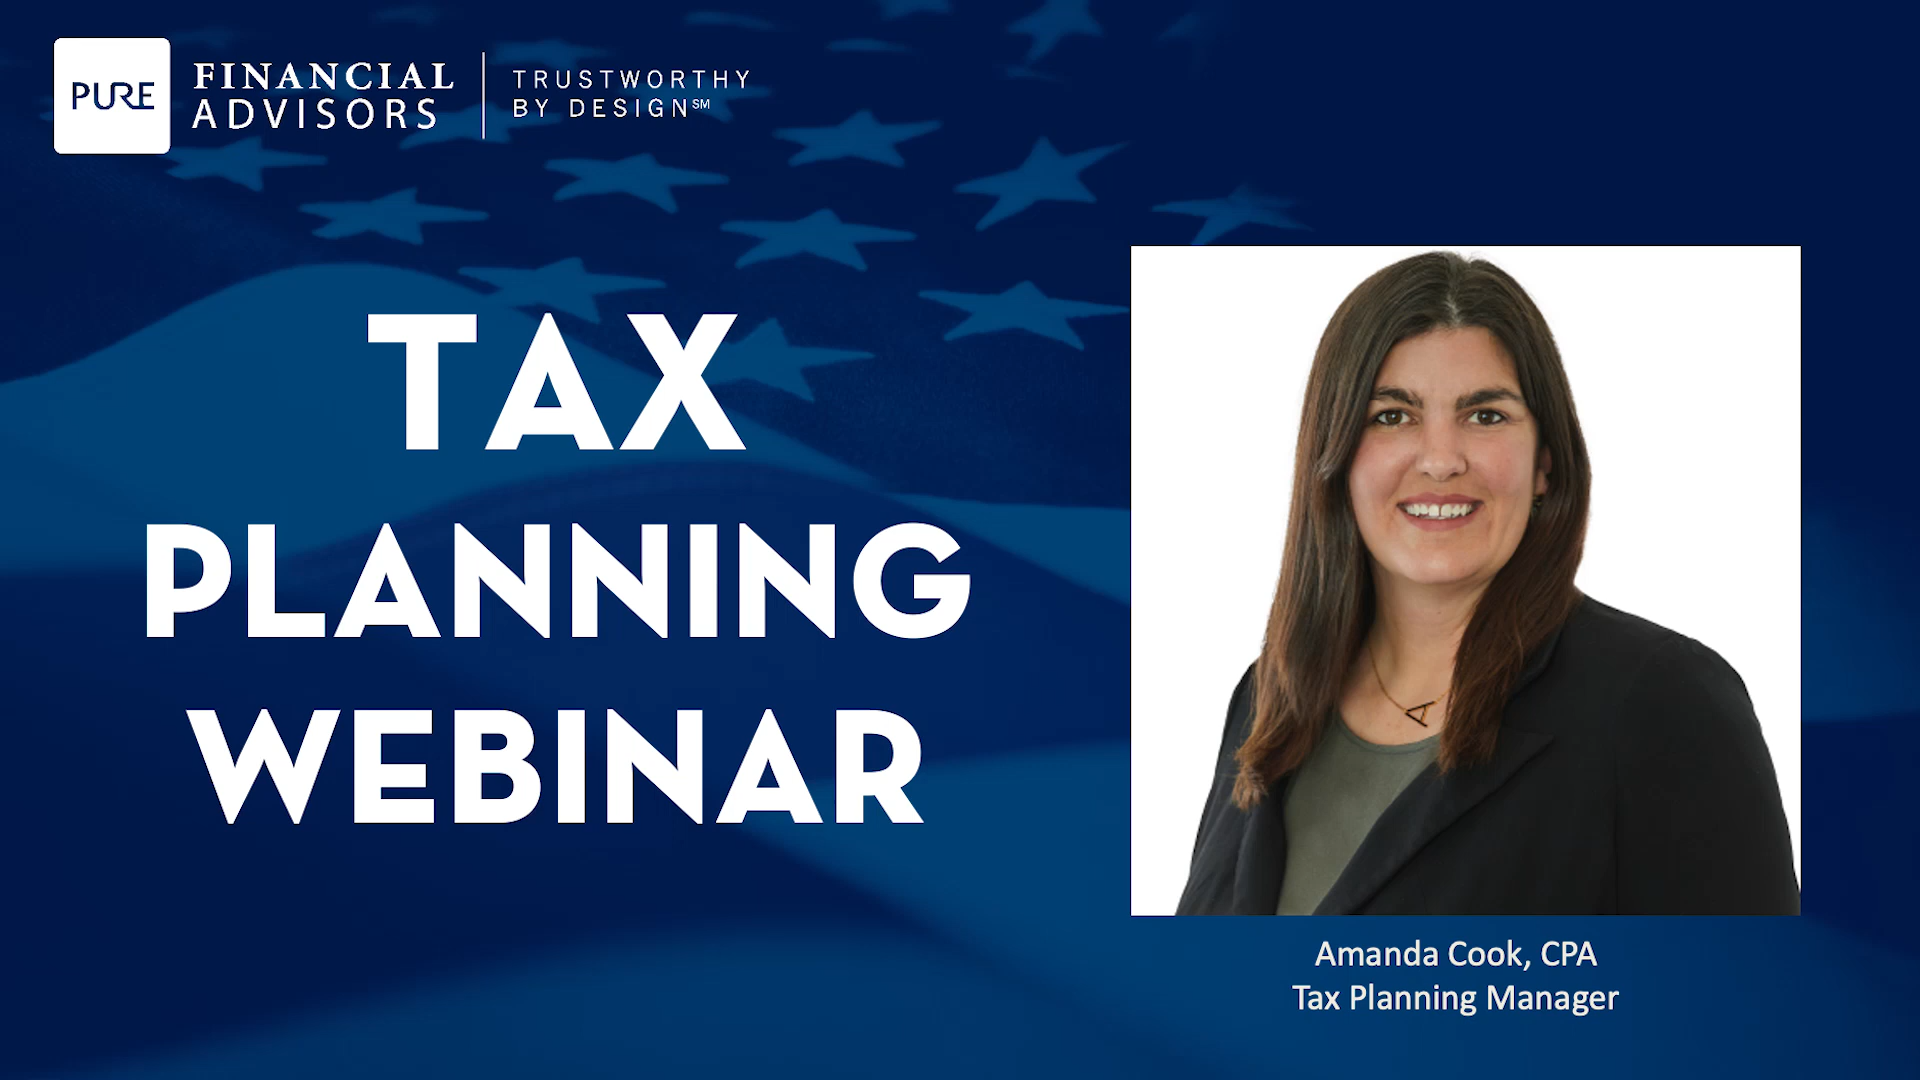 PURE
FINANCIAL
ADVISORS
TRUSTWORTHY
BY DESIGN℠
TAX
PLANNING
WEBINAR
A
Amanda Cook, CPA
Tax Planning Manager